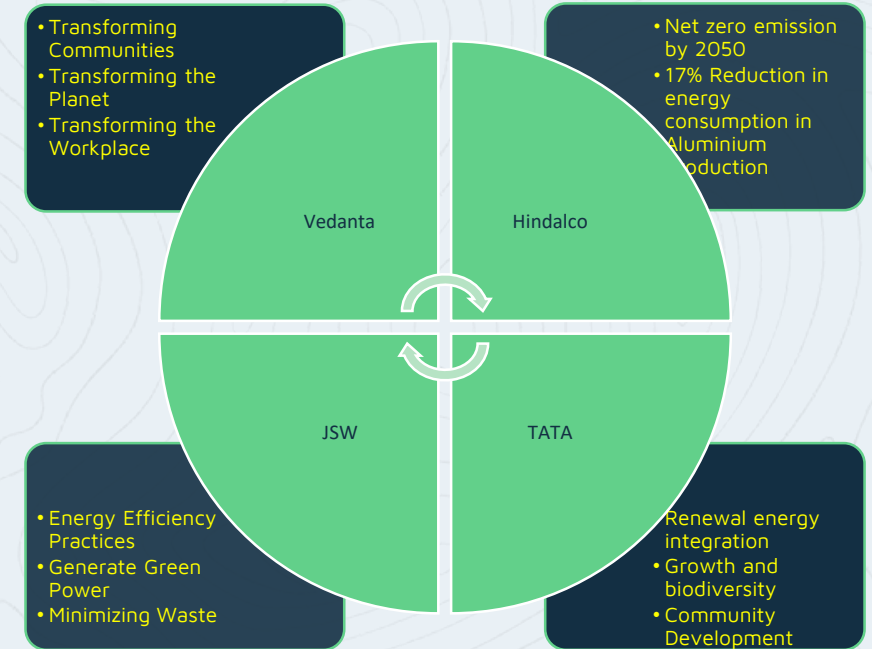 • Transforming
Communities
• Transforming the
Planet
• Transforming the
Workplace
• Net zero emission
by 2050
• 17% Reduction in
energy
consumption in
Aluminium
production
Vedanta
Hindalco
JSW
TATA
• Energy Efficiency
Practices
• Generate Green
Power
• Minimizing Waste
Renewal energy
integration
• Growth and
biodiversity
• Community
Development